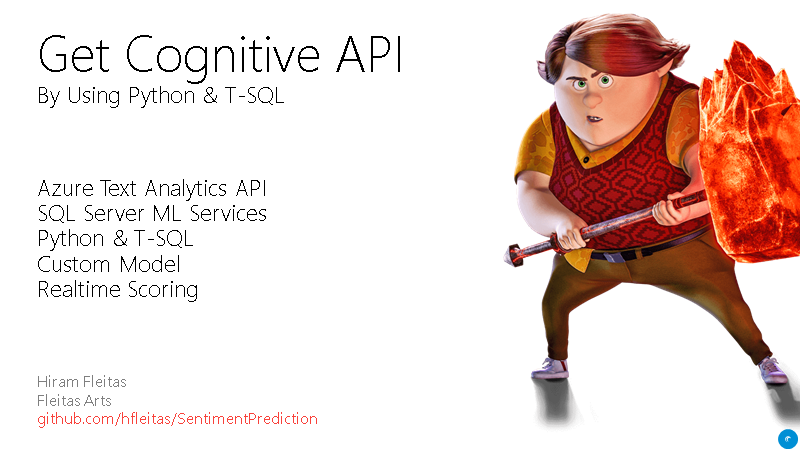 Get Cognitive API
By Using Python & T-SQL
Azure Text Analytics API
SQL Server ML Services
Python & T-SQL
Custom Model
Realtime Scoring
Hiram Fleitas
Fleitas Arts
github.com/hfleitas/SentimentPrediction